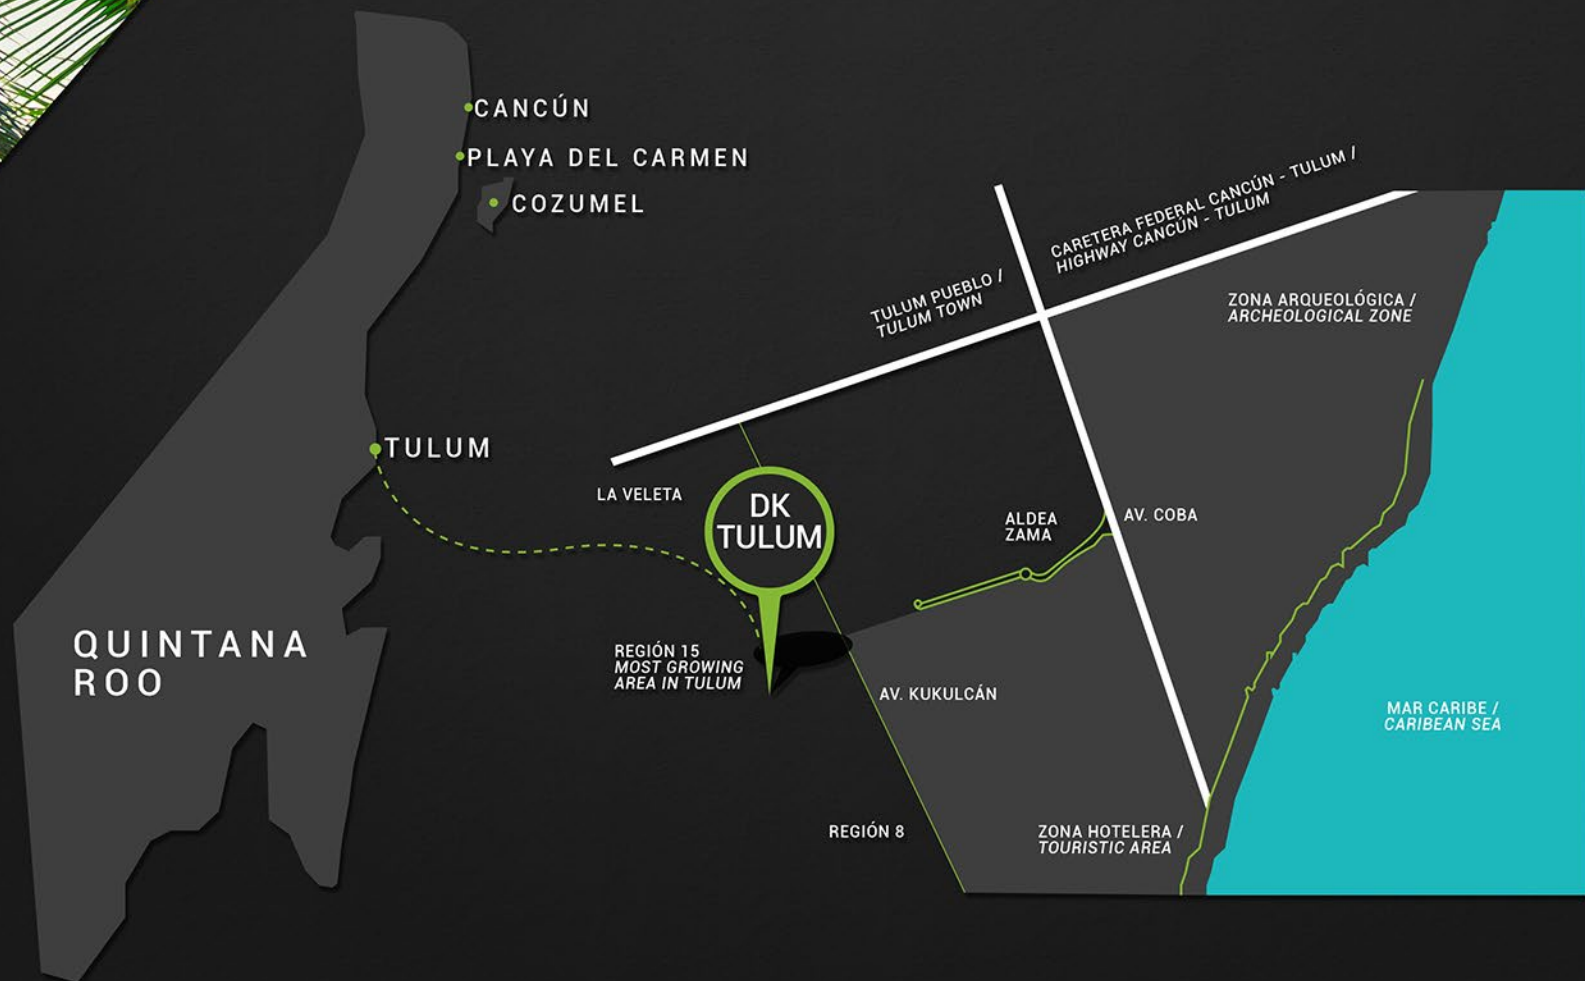 CANCÚN
PLAYA DEL CARMEN
COZUMEL
TULUM
QUINTANA
ROO
CARETERA FEDERAL CANCÚN - TULUM /
HIGHWAY CANCÚN - TULUM
TULUM PUEBLO /
TULUM TOWN
ZONA ARQUEOLÓGICA /
ARCHEOLOGICAL ZONE
LA VELETA
DK
TULUM
ALDEA
ZAMA
AV. COBA
REGIÓN 15
MOST GROWING
AREA IN TULUM
AV. KUKULCÁN
MAR CARIBE /
CARIBEAN SEA
REGIÓN 8
ZONA HOTELERA /
TOURISTIC AREA